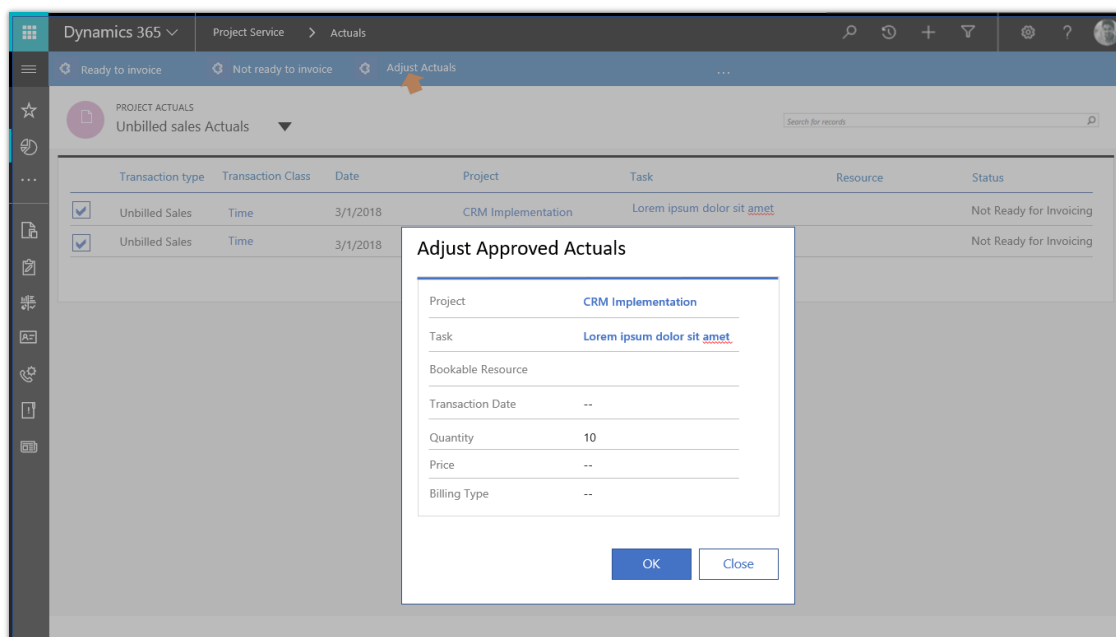 Dynamics 365 Project Service > Actuals
Ready to invoice Not ready to invoice Adjust Actuals ...
PROJECT ACTUALS
Unbilled sales Actuals
Search for records
Transaction type Transaction Class Date Project Task Resource Status
Unbilled Sales Time 3/1/2018 CRM Implementation Lorem ipsum dolor sit amet Not Ready for Invoicing
Unbilled Sales Time 3/1/2018 Not Ready for Invoicing
Adjust Approved Actuals
Project CRM Implementation
Task Lorem ipsum dolor sit amet
Bookable Resource
Transaction Date --
Quantity 10
Price --
Billing Type --
OK Close